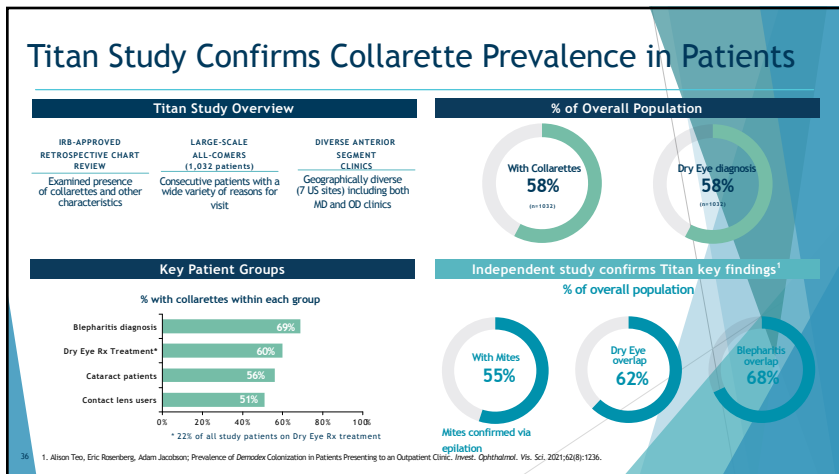 Titan Study Confirms Collarette Prevalence in Patients
Titan Study Overview
IRB-APPROVED
RETROSPECTIVE CHART
REVIEW
Examined presence
of collarettes and other
characteristics
LARGE-SCALE
ALL-COMERS
(1,032 patients)
Consecutive patients with a
wide variety of reasons for
visit
DIVERSE ANTERIOR
SEGMENT
CLINICS
Geographically diverse
(7 US sites) including both
MD and OD clinics
% of Overall Population
With Collarettes
58%
(n=1032)
Dry Eye diagnosis
58%
(n=1032)
Key Patient Groups
% with collarettes within each group
Blepharitis diagnosis
69%
Dry Eye Rx Treatment*
60%
Cataract patients
56%
Contact lens users
51%
0% 20% 40% 60% 80% 100%
* 22% of all study patients on Dry Eye Rx treatment
Independent study confirms Titan key findings1
% of overall population
With Mites
55%
Mites confirmed via
epilation
Dry Eye
overlap
62%
Blepharitis
overlap
68%
36
1. Alison Teo, Eric Rosenberg, Adam Jacobson; Prevalence of Demodex Colonization in Patients Presenting to an Outpatient Clinic. Invest. Ophthalmol. Vis. Sci. 2021;62(8):1236.